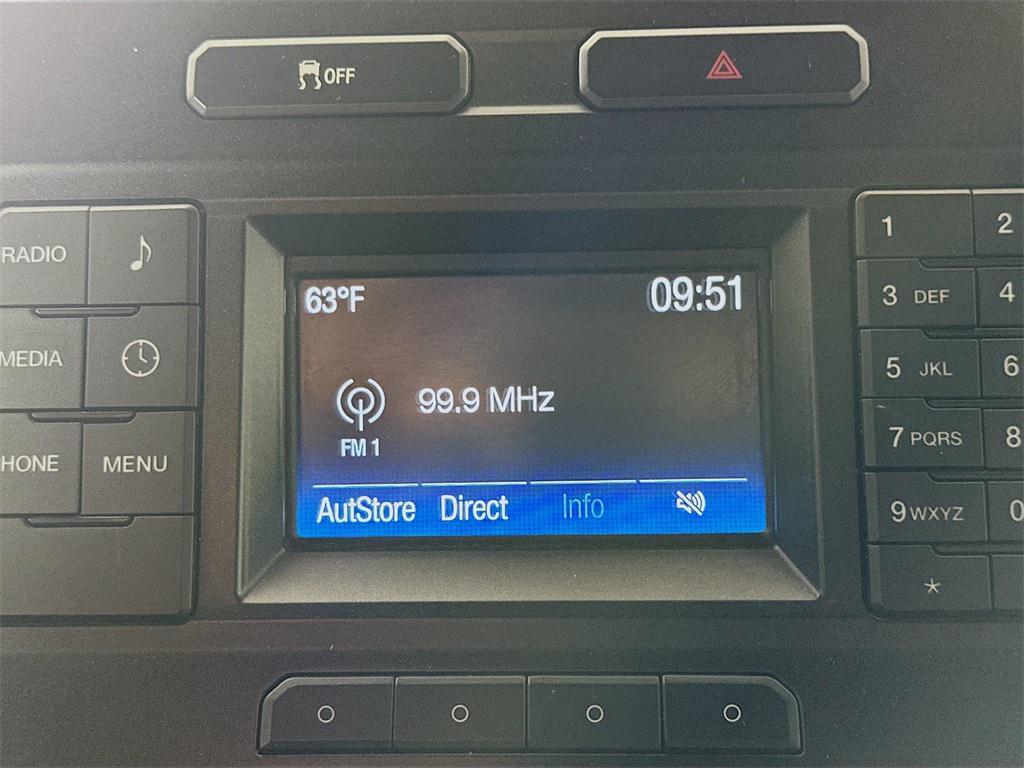 OFF
RADIO
MEDIA
HONE
MENU
63°F
09:51
99.9 MHz
FM 1
AutStore Direct Info
1
2
3 DEF
4
5 JKL
6
7 PQRS
8
9 WXYZ
0
*